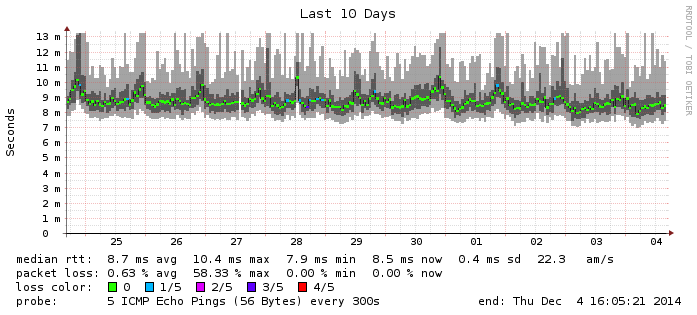 Last 10 Days
RRDTOOL / TOBI OETIKER
Seconds
13 m
12 m
11 m
10 m
9 m
8 m
7 m
6 m
5 m
4 m
3 m
2 m
1 m
0
25 26 27 28 29 30 01 02 03 04
median rtt: 8.7 ms avg 10.4 ms max 7.9 ms min 8.5 ms now 0.4 ms sd 22.3 am/s
packet loss: 0.63 % avg 58.33 % max 0.00 % min 0.00 % now
loss color: 0 1/5 2/5 3/5 4/5
probe: 5 ICMP Echo Pings (56 Bytes) every 300s end: Thu Dec 4 16:05:21 2014